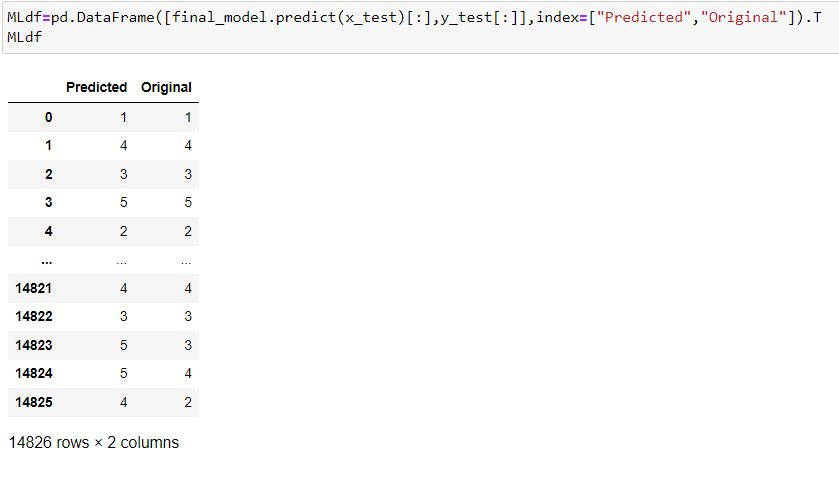 MLdf=pd.DataFrame([final_model.predict(x_test)[:],y_test[:]],index=["Predicted","Original"]).T
MLdf
Predicted Original
0 1 1
1 4 4
2 3 3
3 5 5
4 2 2
... ... ...
14821 4 4
14822 3 3
14823 5 3
14824 5 4
14825 4 2
14826 rows × 2 columns